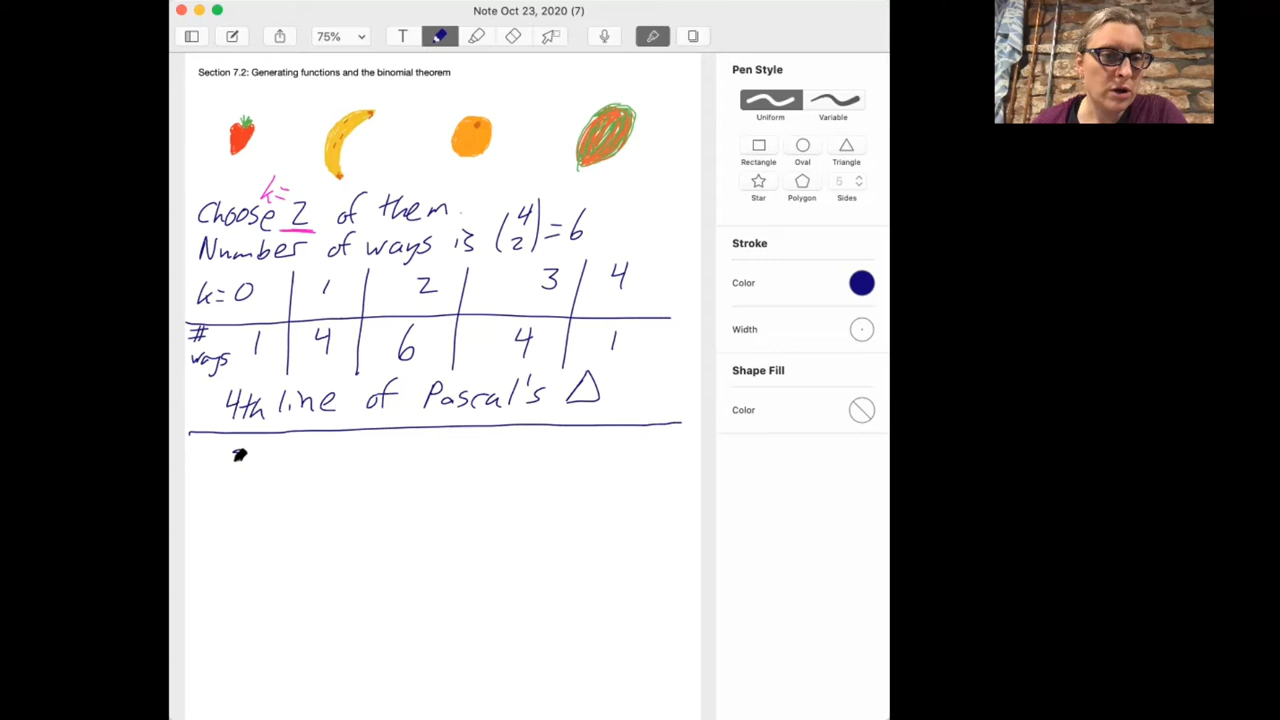 Note Oct 23, 2020 (7)
75%
T
Section 7.2: Generating functions and the binomial theorem
k=
Choose 2 of them.
Number of ways is (4 2) = 6
k=0 1 2 3 4
# ways 1 4 6 4 1
4th line of Pascal's △
Pen Style
Uniform Variable
Rectangle Oval Triangle
5
Star Polygon Sides
Stroke
Color
Width
Shape Fill
Color